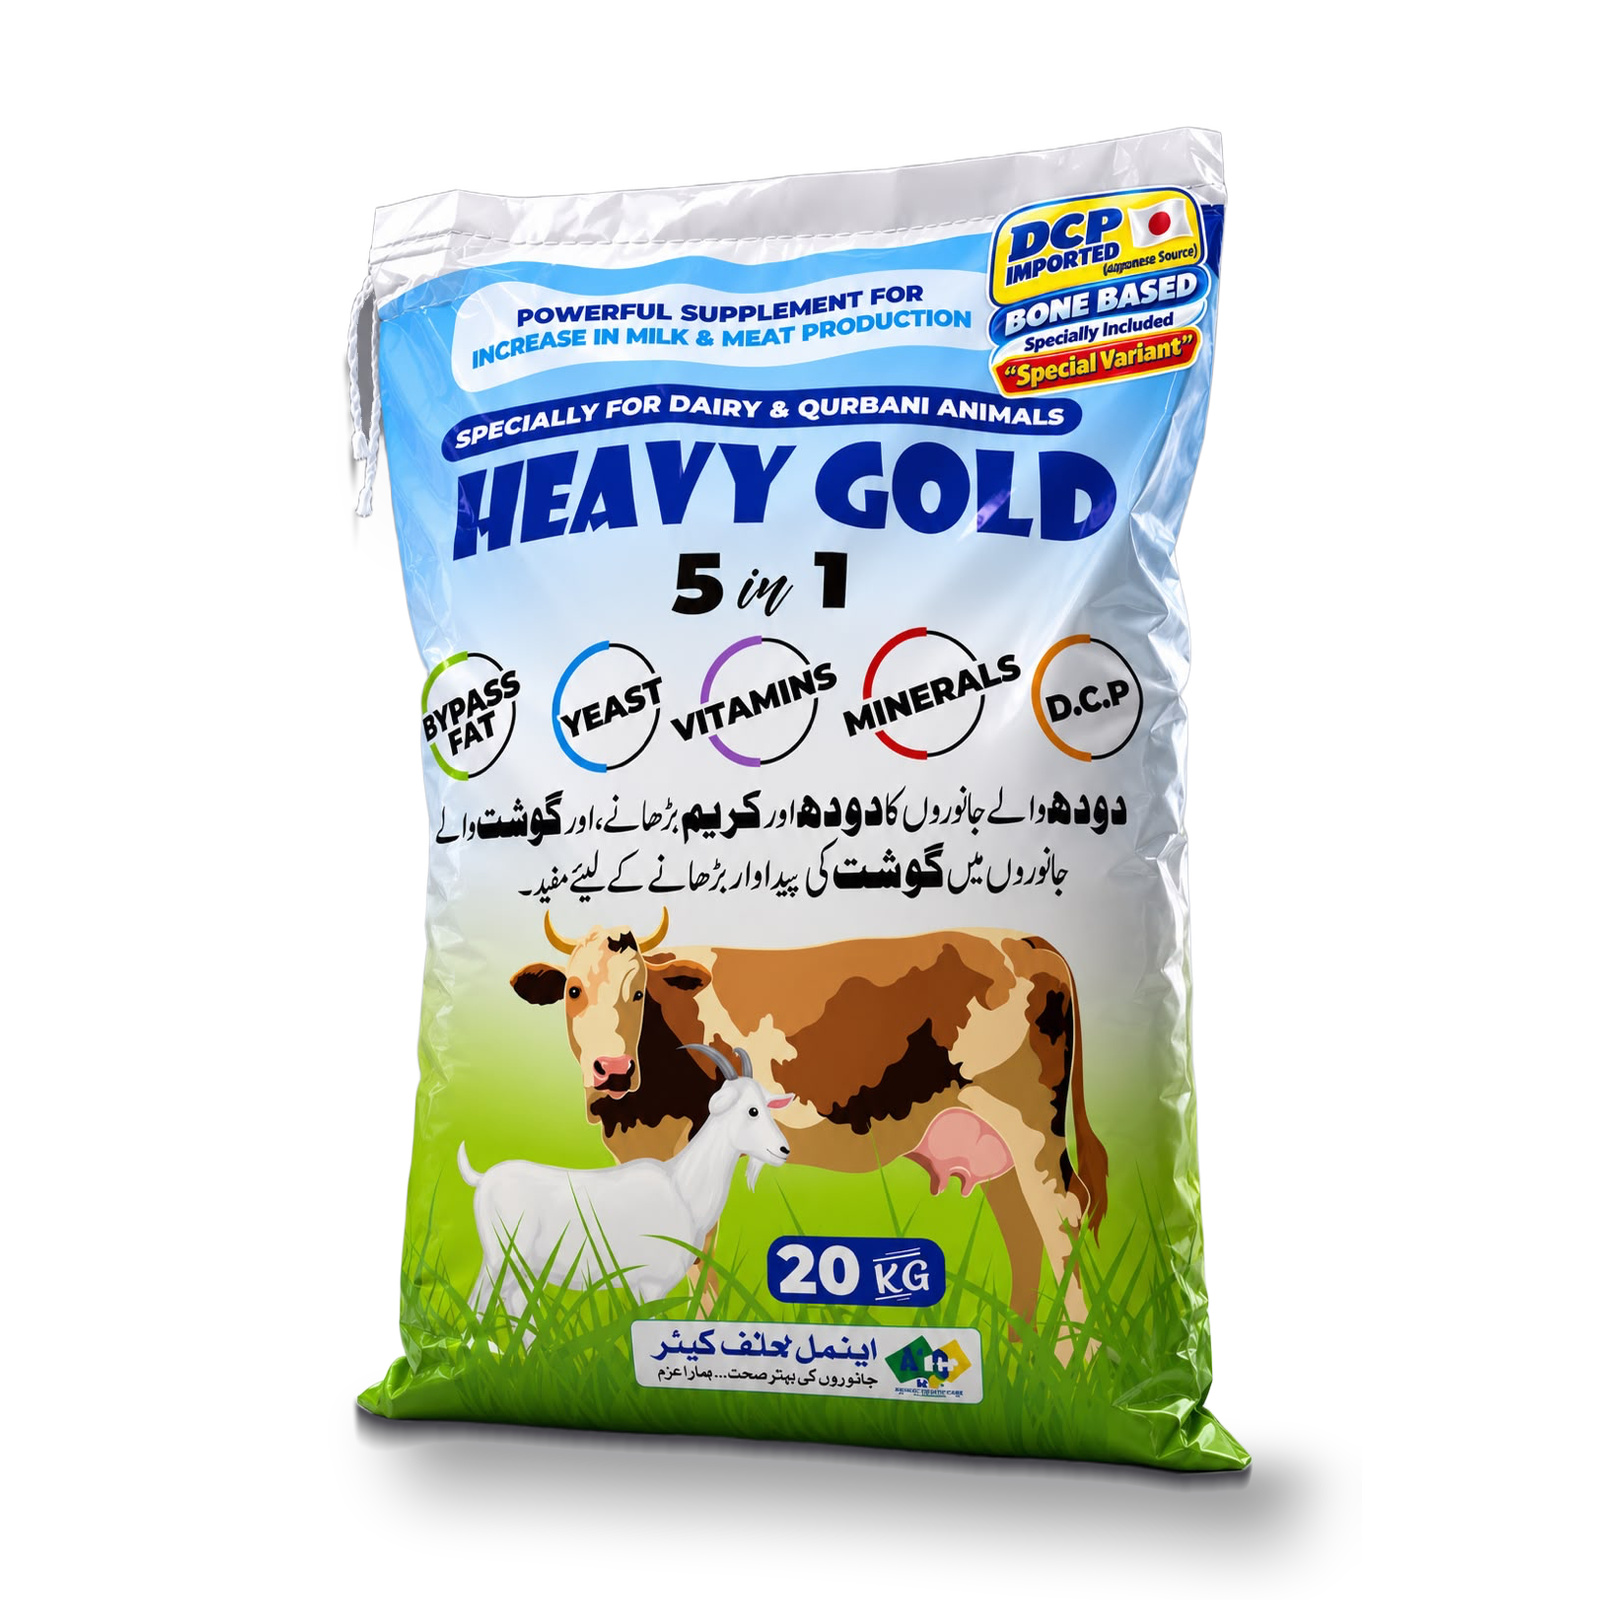 DCP
IMPORTED
BONE BASED
Specially Included
"Special Variant"
POWERFUL SUPPLEMENT FOR
INCREASE IN MILK & MEAT PRODUCTION
SPECIALLY FOR DAIRY & QURBANI ANIMALS
HEAVY GOLD
5 in 1
BYPASS
FAT
YEAST
VITAMINS
MINERALS
D.C.P
دودھ والے جانوروں کا دودھ اور کریم بڑھانے، اور گوشت والے
جانوروں میں گوشت کی پیداوار بڑھانے کے لیئے مفید۔
20 KG
اینمل کیئر
جانوروں کی بہتر صحت... ہمارا عزم